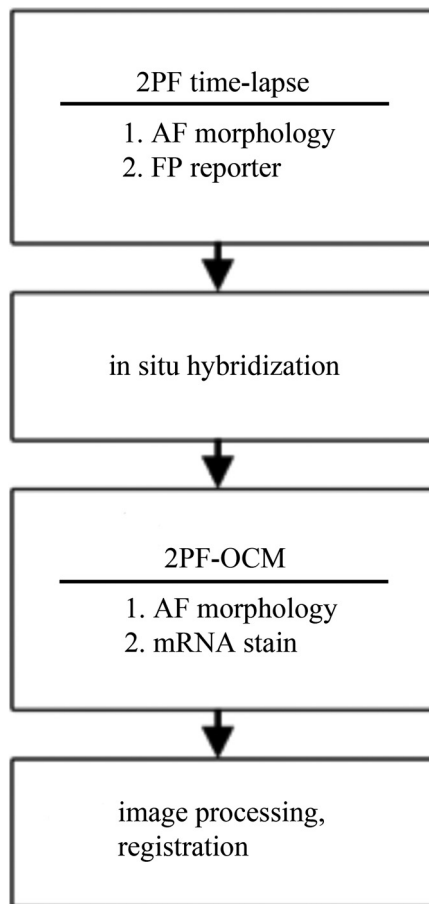 2PF time-lapse
1. AF morphology
2. FP reporter
in situ hybridization
2PF-OCM
1. AF morphology
2. mRNA stain
image processing,
registration